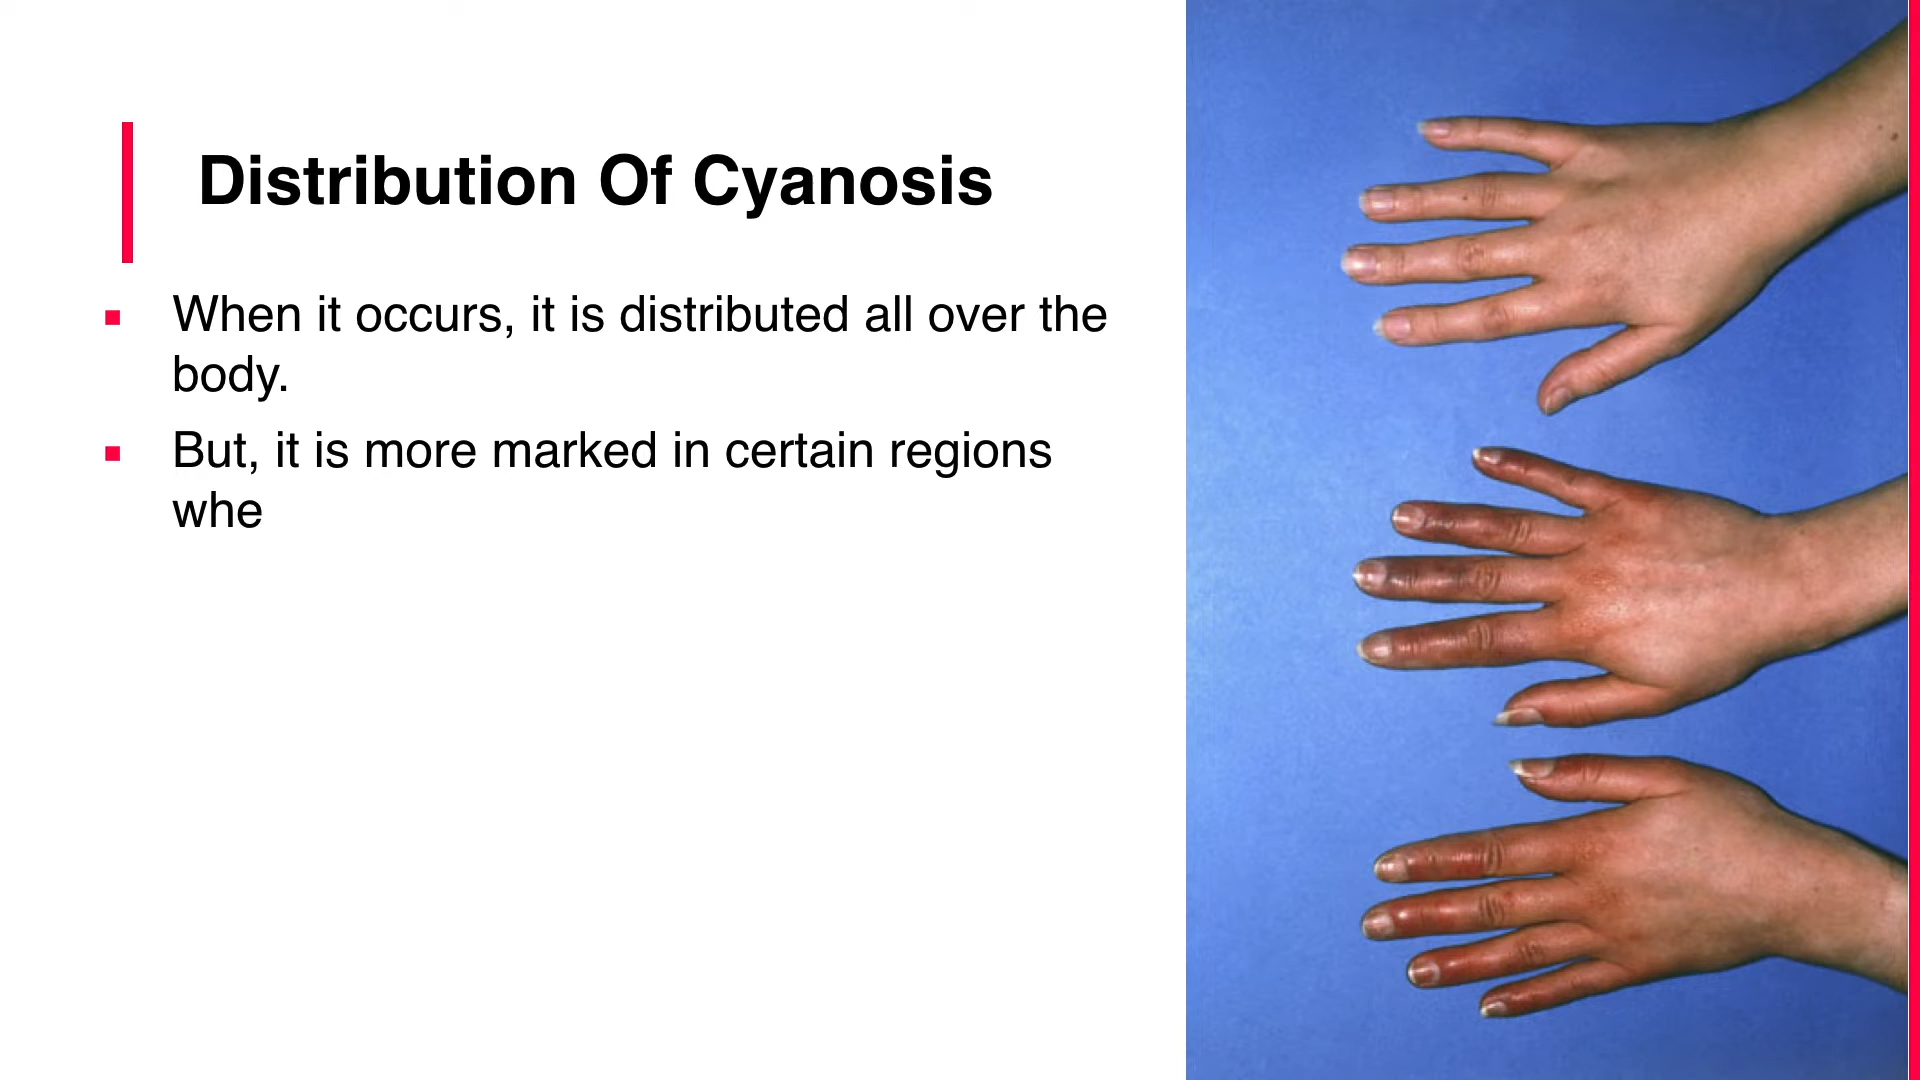 Distribution Of Cyanosis
When it occurs, it is distributed all over the
body.
But, it is more marked in certain regions
whe